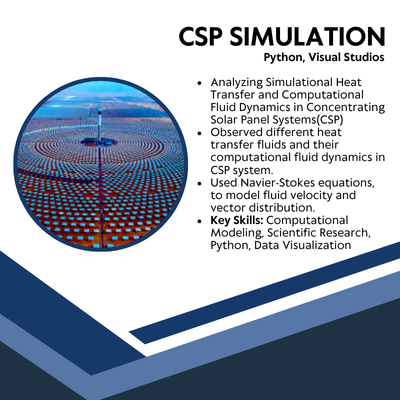 CSP SIMULATION
Python, Visual Studios
• Analyzing Simulational Heat
Transfer and Computational
Fluid Dynamics in Concentrating
Solar Panel Systems(CSP)
• Observed different heat
transfer fluids and their
computational fluid dynamics in
CSP system.
• Used Navier-Stokes equations,
to model fluid velocity and
vector distribution.
• Key Skills: Computational
Modeling, Scientific Research,
Python, Data Visualization